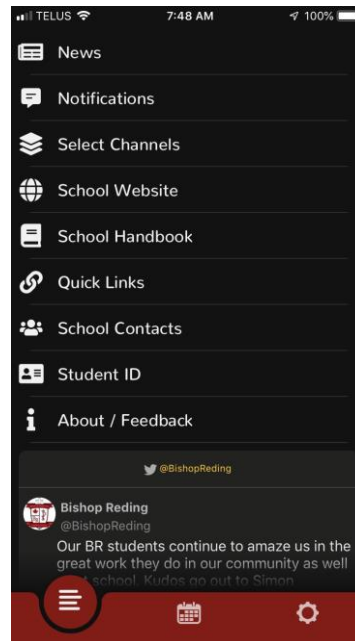 TELUS 7:48 AM 100%
News
Notifications
Select Channels
School Website
School Handbook
Quick Links
School Contacts
Student ID
About / Feedback
@BishopReding
Bishop Reding
@BishopReding
Our BR students continue to amaze us in the
great work they do in our community as well
school. Kudos go out to Simon